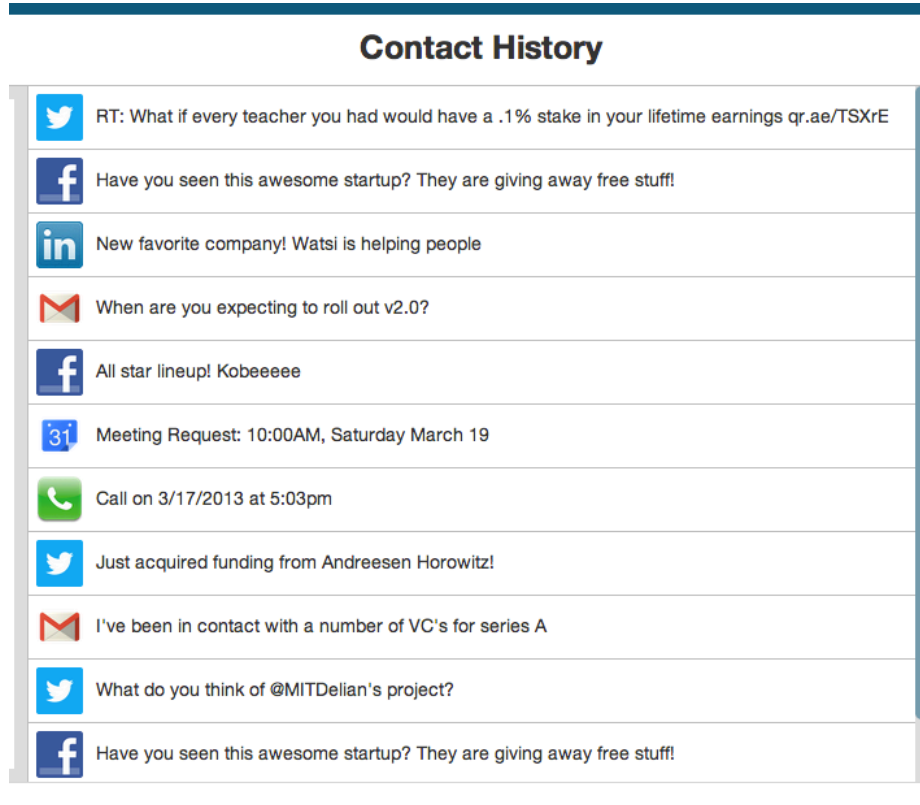 Contact History
RT: What if every teacher you had would have a .1% stake in your lifetime earnings qr.ae/TSXrE
f
Have you seen this awesome startup? They are giving away free stuff!
in
New favorite company! Watsi is helping people
When are you expecting to roll out v2.0?
f
All star lineup! Kobeeeee
31
Meeting Request: 10:00AM, Saturday March 19
Call on 3/17/2013 at 5:03pm
Just acquired funding from Andreesen Horowitz!
I've been in contact with a number of VC's for series A
What do you think of @MITDelian's project?
f
Have you seen this awesome startup? They are giving away free stuff!